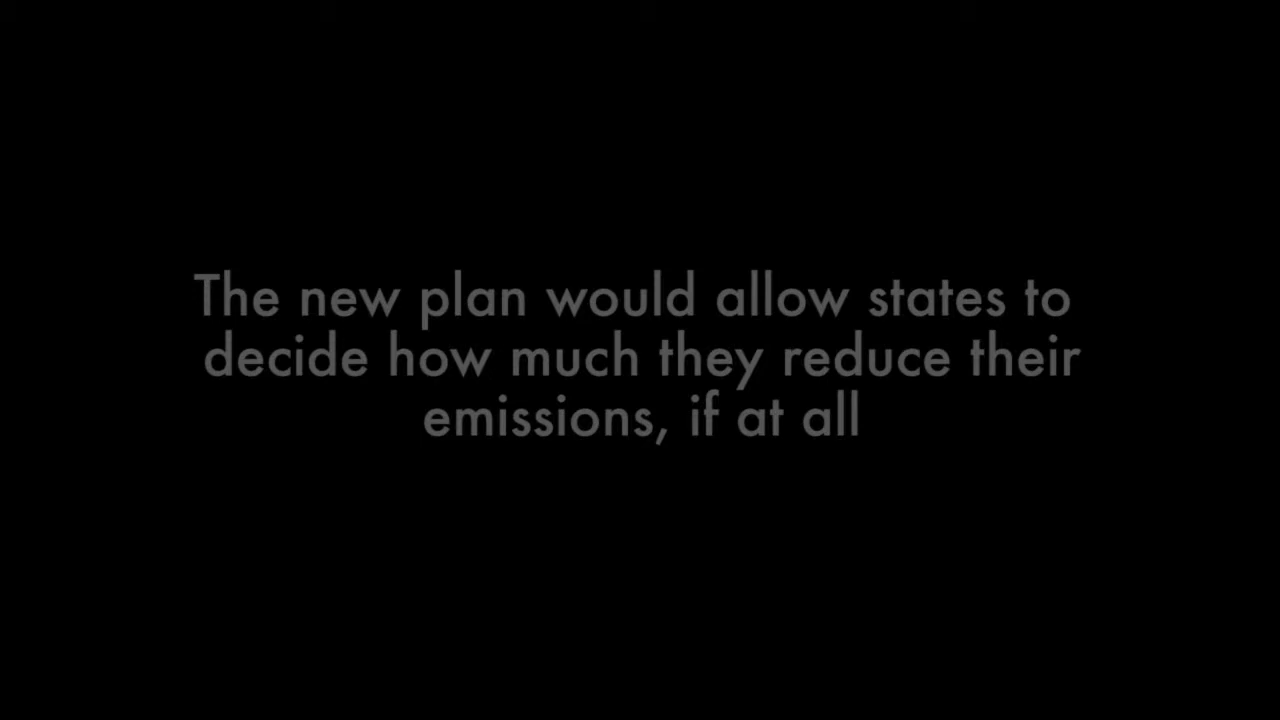 The new plan would allow states to
decide how much they reduce their
emissions, if at all